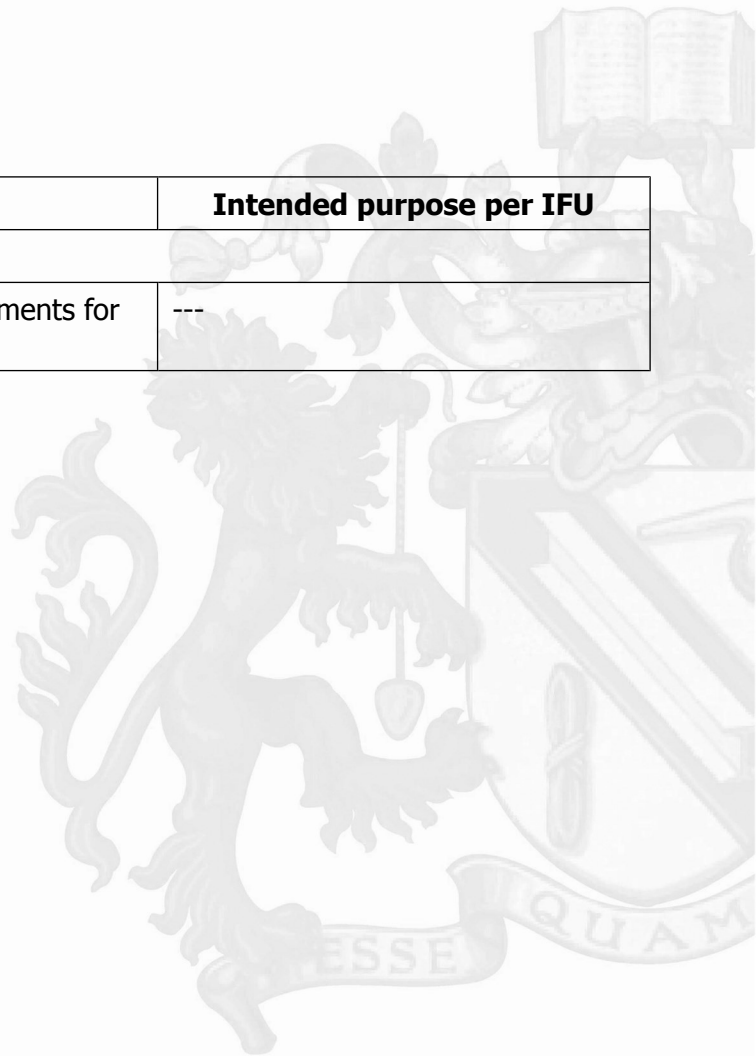 Intended purpose per IFU
ments for
---
ESSE
QUAM